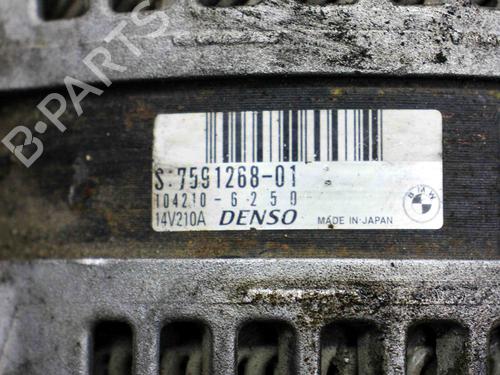 B-PARTS
S:7591268-01
104210-6250
14V210A DENSO MADE IN JAPAN
BMW